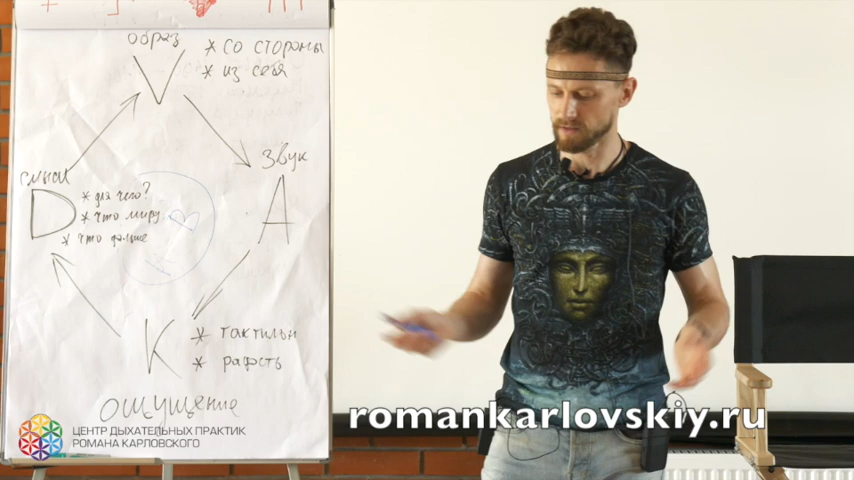 образ
* со стороны
* из себя
V
звук
смысл
* для чего?
D
A
* что миру
* что дальше
K
* тактильн
* радость
ощущение
ЦЕНТР ДЫХАТЕЛЬНЫХ ПРАКТИК
РОМАНА КАРЛОВСКОГО
romankarlovskiy.ru